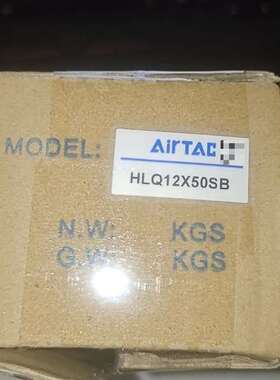 MODEL:
AirTAC
HLQ12X50SB
N.W: KGS
G.W: KGS